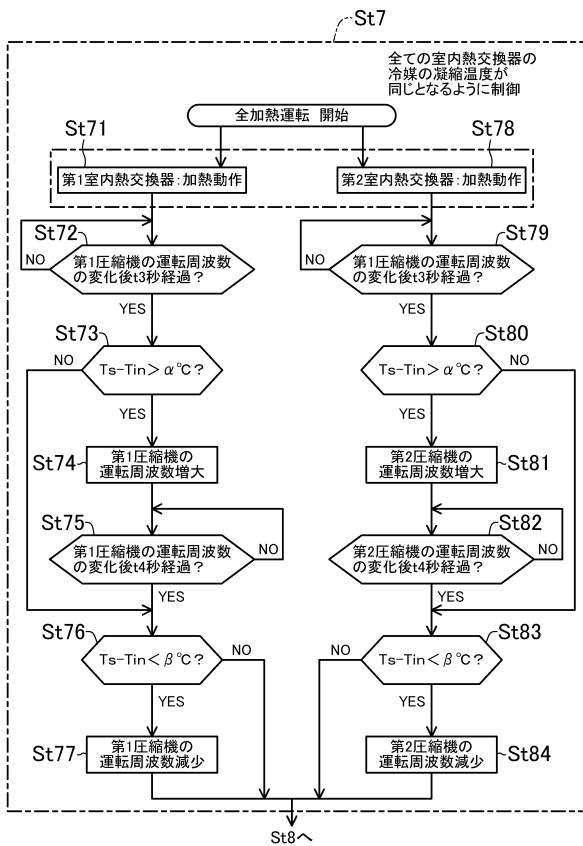 St7
全ての室内熱交換器の
冷媒の凝縮温度が
同じとなるように制御
全加熱運転 開始
St71
St78
第1室内熱交換器:加熱動作
第2室内熱交換器:加熱動作
St72
St79
第1圧縮機の運転周波数
の変化後t3秒経過?
NO
YES
第1圧縮機の運転周波数
の変化後t3秒経過?
NO
YES
St73
St80
Ts-Tin>α℃?
NO
YES
Ts-Tin>α℃?
NO
YES
St74
第1圧縮機の
運転周波数増大
第2圧縮機の
運転周波数増大
St81
St75
St82
第1圧縮機の運転周波数
の変化後t4秒経過?
NO
YES
第2圧縮機の運転周波数
の変化後t4秒経過?
NO
YES
St76
St83
Ts-Tin<β℃?
NO
YES
Ts-Tin<β℃?
NO
YES
St77
第1圧縮機の
運転周波数減少
第2圧縮機の
運転周波数減少
St84
St8へ